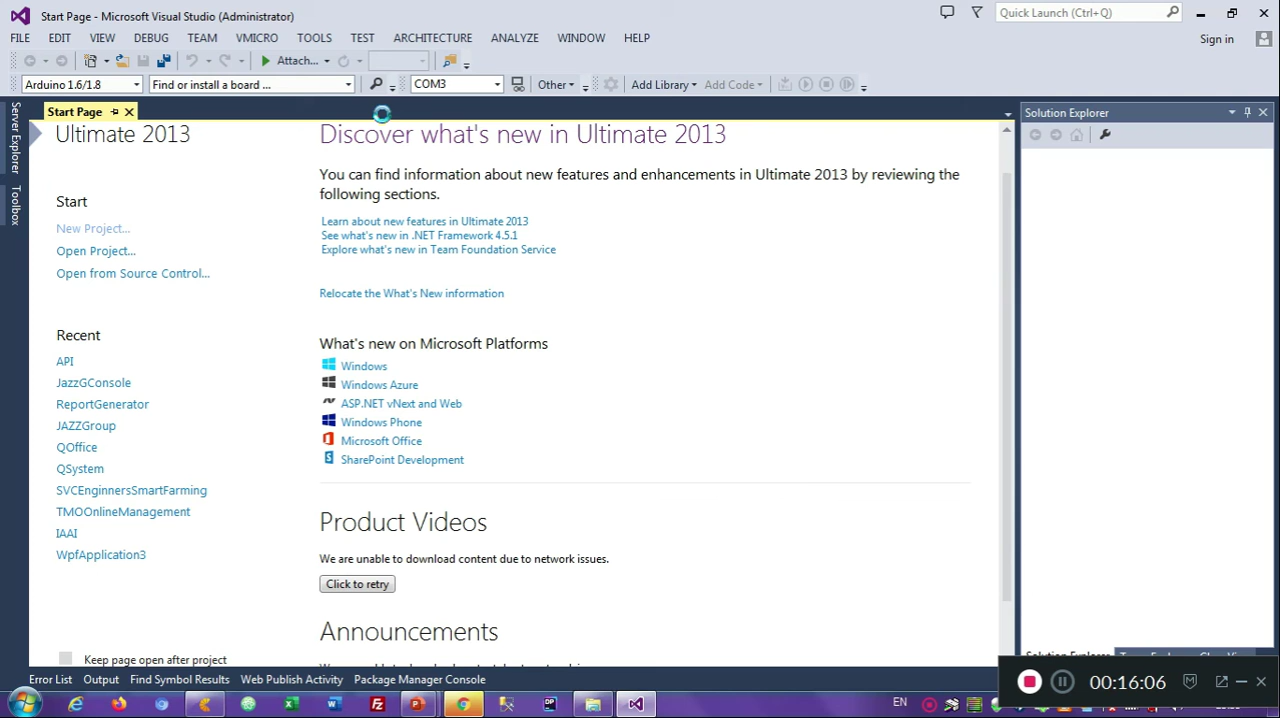 Start Page - Microsoft Visual Studio (Administrator)
Quick Launch (Ctrl+Q)
FILE EDIT VIEW DEBUG TEAM VMICRO TOOLS TEST ARCHITECTURE ANALYZE WINDOW HELP
Sign in
Attach...
Arduino 1.6/1.8
Find or install a board ...
COM3
Other
Add Library
Add Code
Server Explorer
Toolbox
Start Page
Ultimate 2013
Start
New Project...
Open Project...
Open from Source Control...
Recent
API
JazzGConsole
ReportGenerator
JAZZGroup
QOffice
QSystem
SVCEnginnersSmartFarming
TMOOnlineManagement
IAAI
WpfApplication3
Keep page open after project
Discover what's new in Ultimate 2013
You can find information about new features and enhancements in Ultimate 2013 by reviewing the
following sections.
Learn about new features in Ultimate 2013
See what's new in .NET Framework 4.5.1
Explore what's new in Team Foundation Service
Relocate the What's New information
What's new on Microsoft Platforms
Windows
Windows Azure
ASP.NET vNext and Web
Windows Phone
Microsoft Office
SharePoint Development
Product Videos
We are unable to download content due to network issues.
Click to retry
Announcements
Solution Explorer
Solution Explorer
Error List Output Find Symbol Results Web Publish Activity Package Manager Console
00:16:06
EN